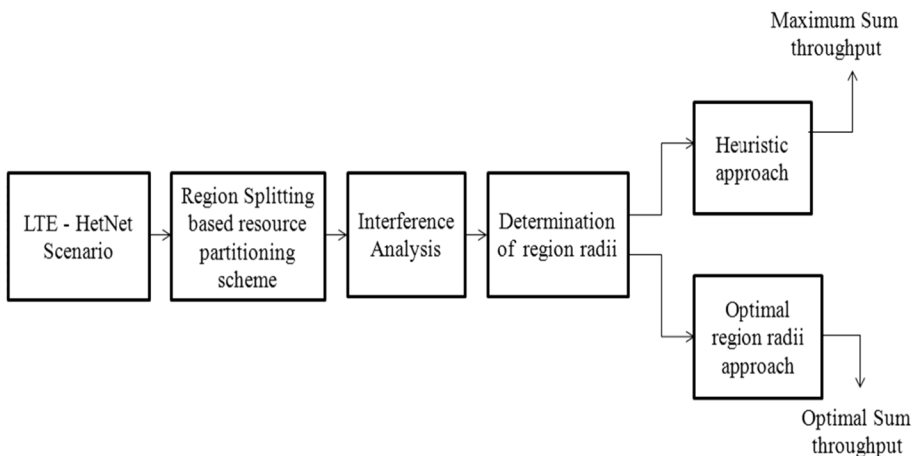 LTE - HetNet
Scenario
Region Splitting
based resource
partitioning
scheme
Interference
Analysis
Determination
of region radii
Heuristic
approach
Maximum Sum
throughput
Optimal
region radii
approach
Optimal Sum
throughput